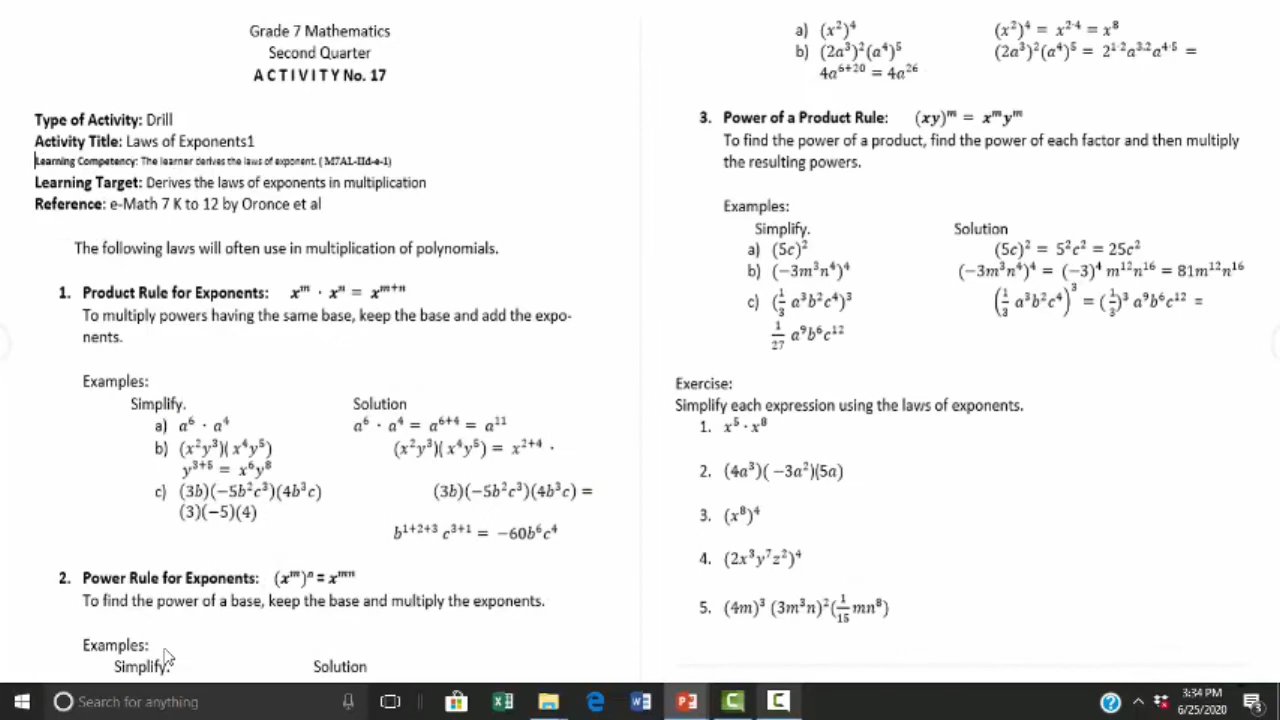 Grade 7 Mathematics
Second Quarter
A C T I V I T Y No. 17
Type of Activity: Drill
Activity Title: Laws of Exponents1
Learning Competency: The learner derives the laws of exponent. ( M7AL-IId-e-1)
Learning Target: Derives the laws of exponents in multiplication
Reference: e-Math 7 K to 12 by Oronce et al
The following laws will often use in multiplication of polynomials.
1. Product Rule for Exponents: xᵐ · xⁿ = xᵐ⁺ⁿ
To multiply powers having the same base, keep the base and add the expo-
nents.
Examples:
Simplify. Solution
a) a⁶ · a⁴ a⁶ · a⁴ = a⁶⁺⁴ = a¹¹
b) (x²y³)( x⁴y⁵) (x²y³)( x⁴y⁵) = x²⁺⁴ ·
y³⁺⁵ = x⁶y⁸
c) (3b)(−5b²c³)(4b³c) (3b)(−5b²c³)(4b³c) =
(3)(−5)(4)
b¹⁺²⁺³ c³⁺¹ = −60b⁶c⁴
2. Power Rule for Exponents: (xᵐ)ⁿ = xᵐⁿ
To find the power of a base, keep the base and multiply the exponents.
Examples:
Simplify. Solution
a) (x²)⁴ (x²)⁴ = x²·⁴ = x⁸
b) (2a³)²(a⁴)⁵ (2a³)²(a⁴)⁵ = 2¹·²a³·²a⁴·⁵ =
4a⁶⁺²⁰ = 4a²⁶
3. Power of a Product Rule: (xy)ᵐ = xᵐyᵐ
To find the power of a product, find the power of each factor and then multiply
the resulting powers.
Examples:
Simplify. Solution
a) (5c)² (5c)² = 5²c² = 25c²
b) (−3m³n⁴)⁴ (−3m³n⁴)⁴ = (−3)⁴ m¹²n¹⁶ = 81m¹²n¹⁶
c) (1/3 a³b²c⁴)³ (1/3 a³b²c⁴)³ = (1/3)³ a⁹b⁶c¹² =
1/27 a⁹b⁶c¹²
Exercise:
Simplify each expression using the laws of exponents.
1. x⁵ · x⁸
2. (4a³)( −3a²)(5a)
3. (x⁸)⁴
4. (2x³y⁷z²)⁴
5. (4m)³ (3m³n)²(1/15 mn⁸)
Search for anything
3:34 PM
6/25/2020
3